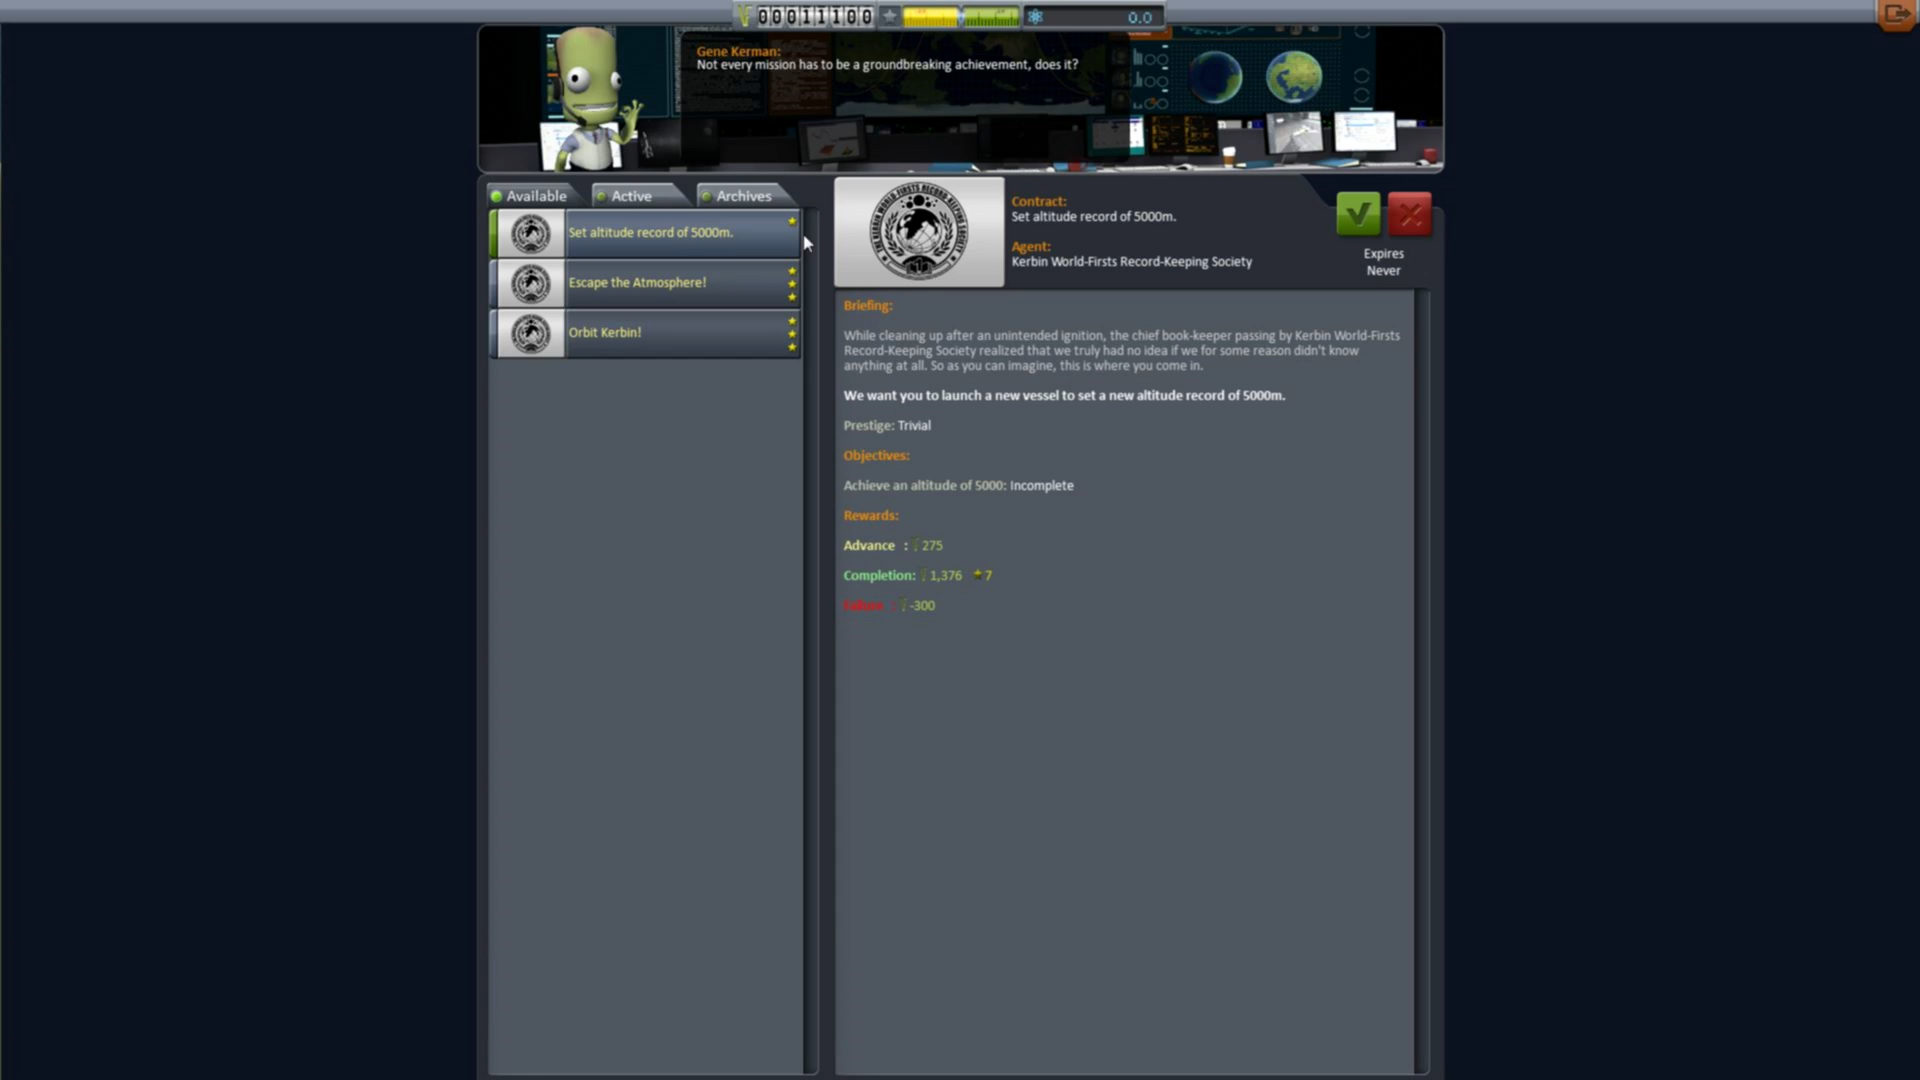 00011100
0.0
Gene Kerman:
Not every mission has to be a groundbreaking achievement, does it?
Available
Active
Archives
Set altitude record of 5000m.
Escape the Atmosphere!
Orbit Kerbin!
Contract:
Set altitude record of 5000m.
Agent:
Kerbin World-Firsts Record-Keeping Society
Expires
Never
Briefing:
While cleaning up after an unintended ignition, the chief book-keeper passing by Kerbin World-Firsts
Record-Keeping Society realized that we truly had no idea if we for some reason didn't know
anything at all. So as you can imagine, this is where you come in.
We want you to launch a new vessel to set a new altitude record of 5000m.
Prestige: Trivial
Objectives:
Achieve an altitude of 5000: Incomplete
Rewards:
Advance : 275
Completion: 1,376 7
Failure : -300